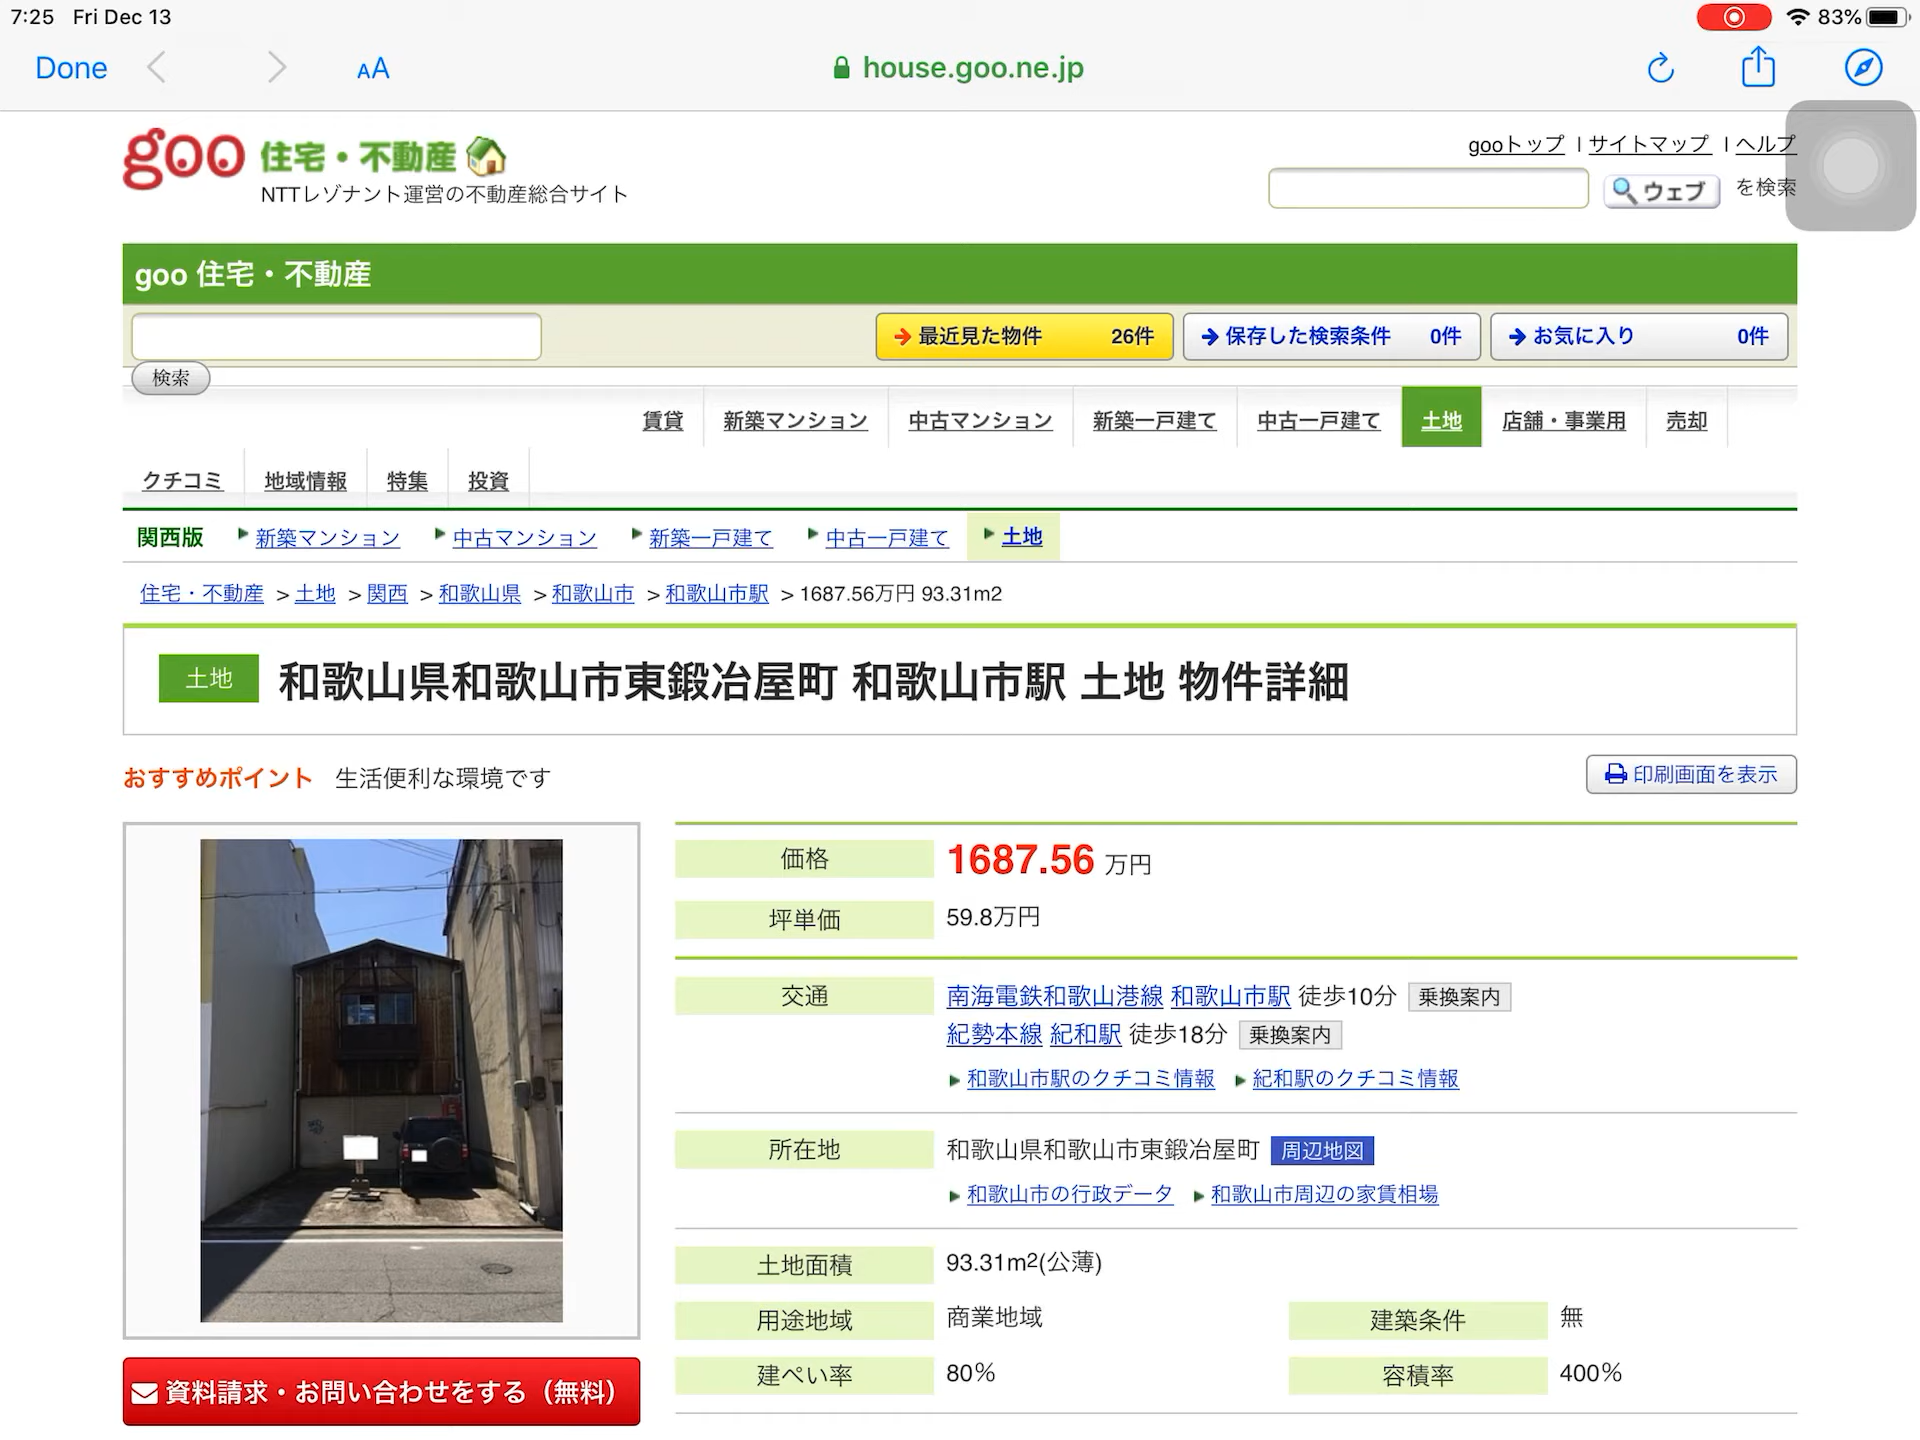 7:25 Fri Dec 13
83%
Done
AA
house.goo.ne.jp
goo 住宅・不動産
NTTレゾナント運営の不動産総合サイト
gooトップ | サイトマップ | ヘルプ
ウェブ を検索
goo 住宅・不動産
最近見た物件 26件
保存した検索条件 0件
お気に入り 0件
検索
賃貸 新築マンション 中古マンション 新築一戸建て 中古一戸建て 土地 店舗・事業用 売却
クチコミ 地域情報 特集 投資
関西版 新築マンション 中古マンション 新築一戸建て 中古一戸建て 土地
住宅・不動産 > 土地 > 関西 > 和歌山県 > 和歌山市 > 和歌山市駅 > 1687.56万円 93.31m2
土地 和歌山県和歌山市東鍛冶屋町 和歌山市駅 土地 物件詳細
おすすめポイント 生活便利な環境です
印刷画面を表示
価格 1687.56 万円
坪単価 59.8万円
交通 南海電鉄和歌山港線 和歌山市駅 徒歩10分 乗換案内
紀勢本線 紀和駅 徒歩18分 乗換案内
和歌山市駅のクチコミ情報 紀和駅のクチコミ情報
所在地 和歌山県和歌山市東鍛冶屋町 周辺地図
和歌山市の行政データ 和歌山市周辺の家賃相場
土地面積 93.31m2(公薄)
用途地域 商業地域 建築条件 無
建ぺい率 80% 容積率 400%
資料請求・お問い合わせをする（無料）